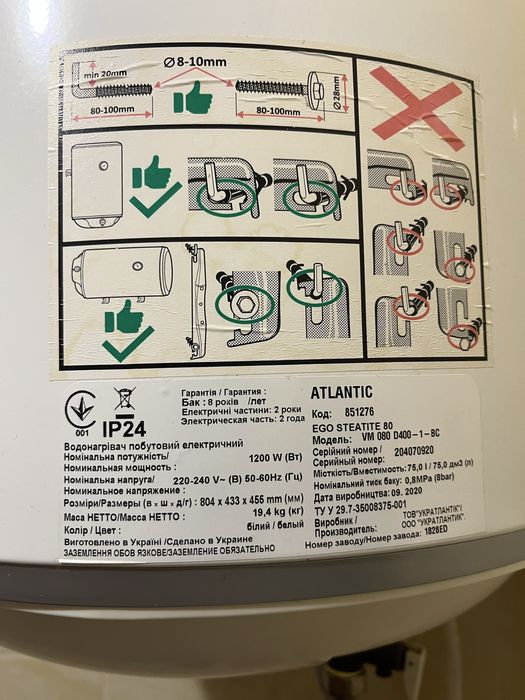 min 20mm
Ø8-10mm
80-100mm
80-100mm
Ø28mm
001
IP24
Гарантія / Гарантия :
Бак : 8 років /лет
Електричні частини: 2 роки
Электрическая часть: 2 года
Водонагрівач побутовий електричний
Номінальна потужність/
Номинальная мощность :
1200 W (Вт)
Номінальна напруга/
Номинальное напряжение :
220-240 V~ (В) 50-60Hz (Гц)
Розміри/Размеры (в х ш х д/г) : 804 x 433 x 455 mm (мм)
Маса НЕТТО/Масса НЕТТО : 19,4 kg (кг)
Колір / Цвет : білий / белый
Виготовлено в Україні /Сделано в Украине
ЗАЗЕМЛЕННЯ ОБОВ`ЯЗКОВЕ/ЗАЗЕМЛЕНИЕ ОБЯЗАТЕЛЬНО
ATLANTIC
Код: 851276
EGO STEATITE 80
Модель: VM 080 D400-1-BC
Серійний номер /
Серийный номер: 204070920
Місткість/Вместимость: 75,0 l / 75,0 дм3 (л)
Номінальний тиск баку: 0,8MPa (8bar)
Дата виробництва: 09. 2020
ТУ У 29.7-35008375-001
Виробник /
Производитель:
ТОВ"УКРАТЛАНТІК"/
ООО "УКРАТЛАНТИК".
Номер заводу/Номер завода: 1828ED